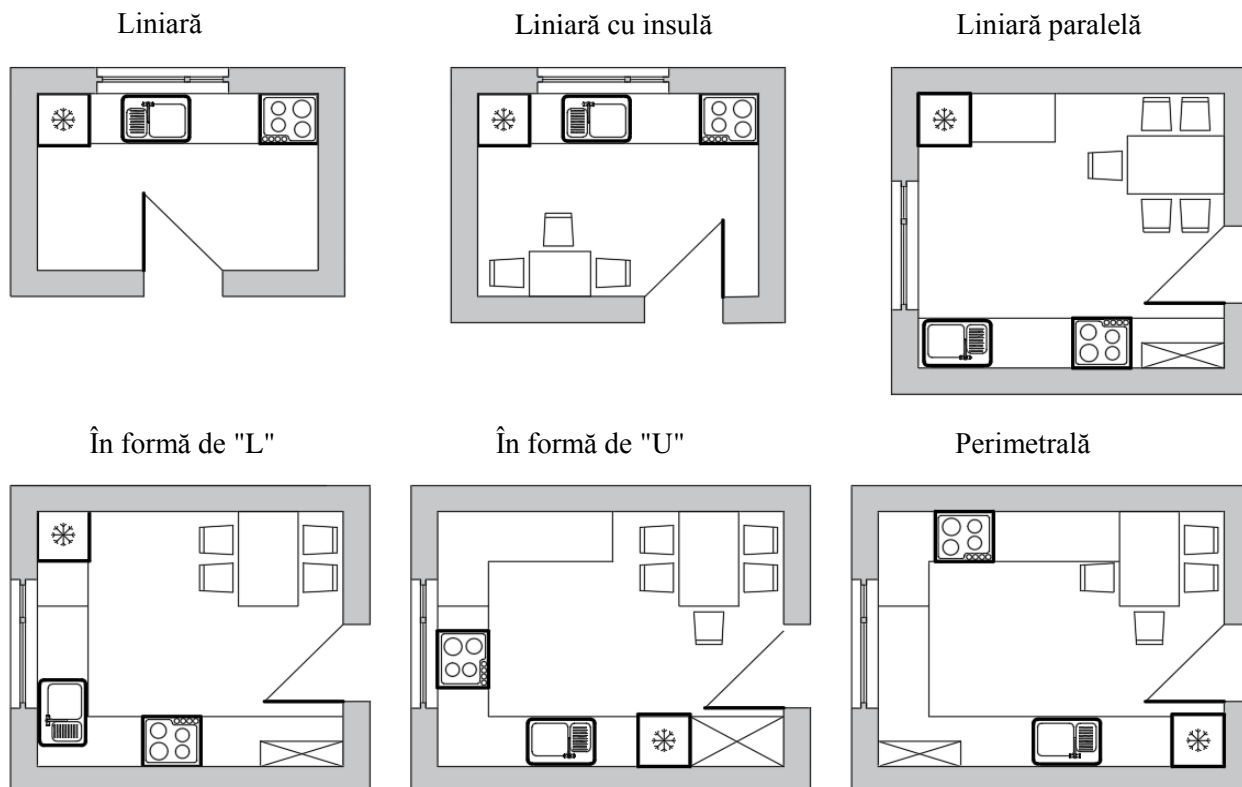 Liniară
Liniară cu insulă
Liniară paralelă
În formă de "L"
În formă de "U"
Perimetrală